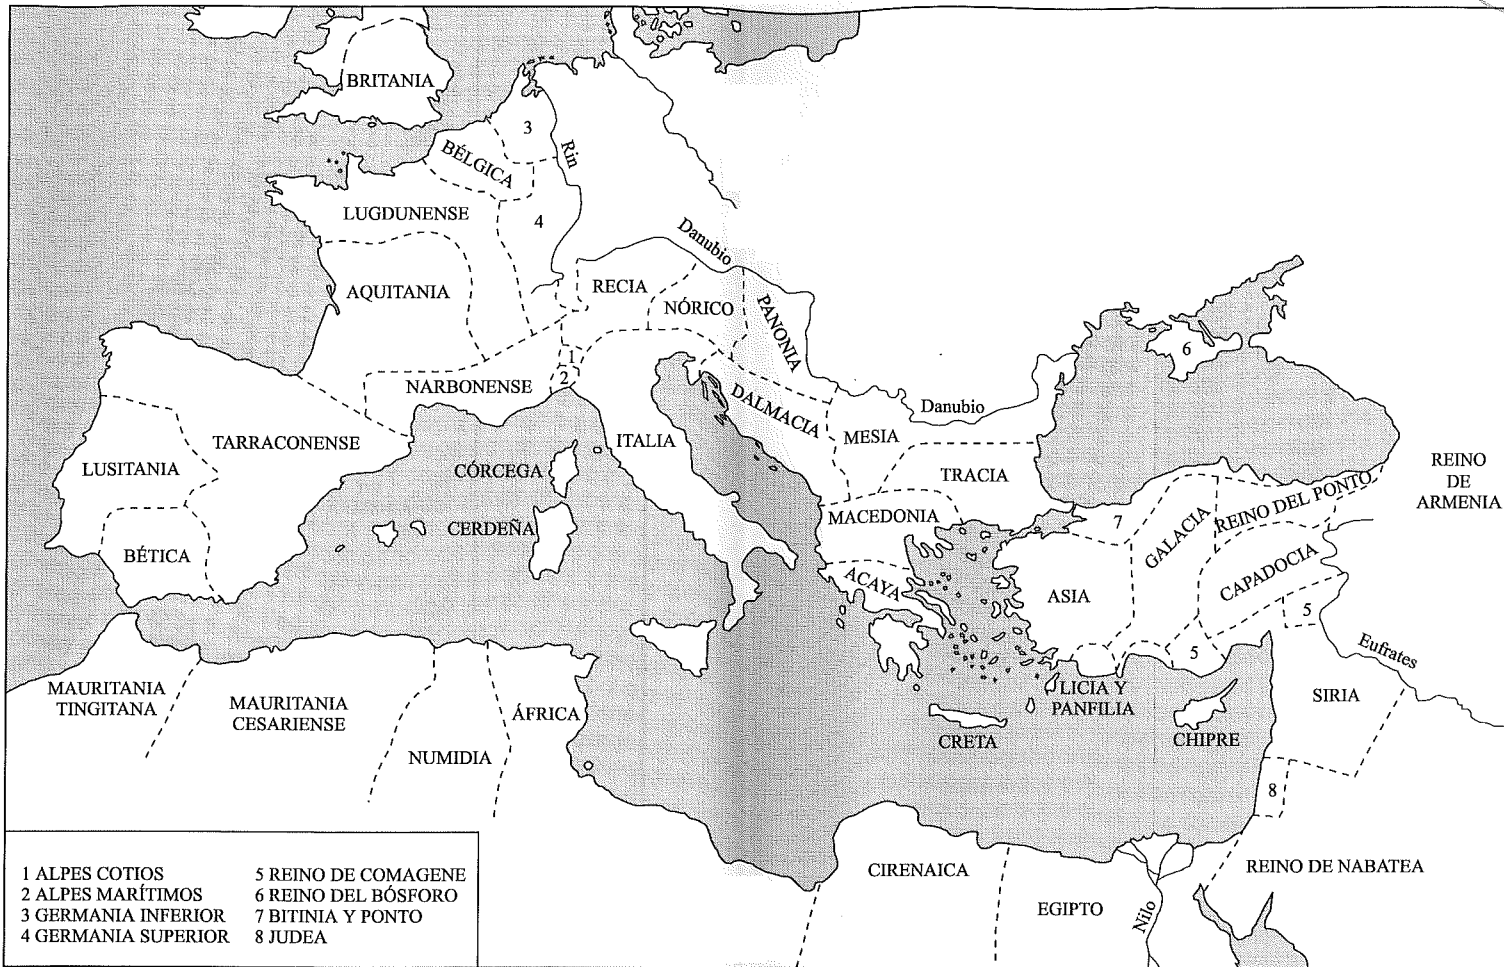 BRITANIA
3
BÉLGICA
Rin
LUGDUNENSE
4
Danubio
AQUITANIA
RECIA
NÓRICO
PANONIA
6
1
2
NARBONENSE
DALMACIA
Danubio
TARRACONENSE
ITALIA
MESIA
LUSITANIA
CÓRCEGA
TRACIA
REINO
DE
ARMENIA
CERDEÑA
MACEDONIA
7
GALACIA
REINO DEL PONTO
BÉTICA
ACAYA
ASIA
CAPADOCIA
5
5
Eufrates
MAURITANIA
TINGITANA
MAURITANIA
CESARIENSE
ÁFRICA
LICIA Y
PANFILIA
SIRIA
NUMIDIA
CRETA
CHIPRE
8
CIRENAICA
REINO DE NABATEA
EGIPTO
Nilo
1 ALPES COTIOS
2 ALPES MARÍTIMOS
3 GERMANIA INFERIOR
4 GERMANIA SUPERIOR
5 REINO DE COMAGENE
6 REINO DEL BÓSFORO
7 BITINIA Y PONTO
8 JUDEA